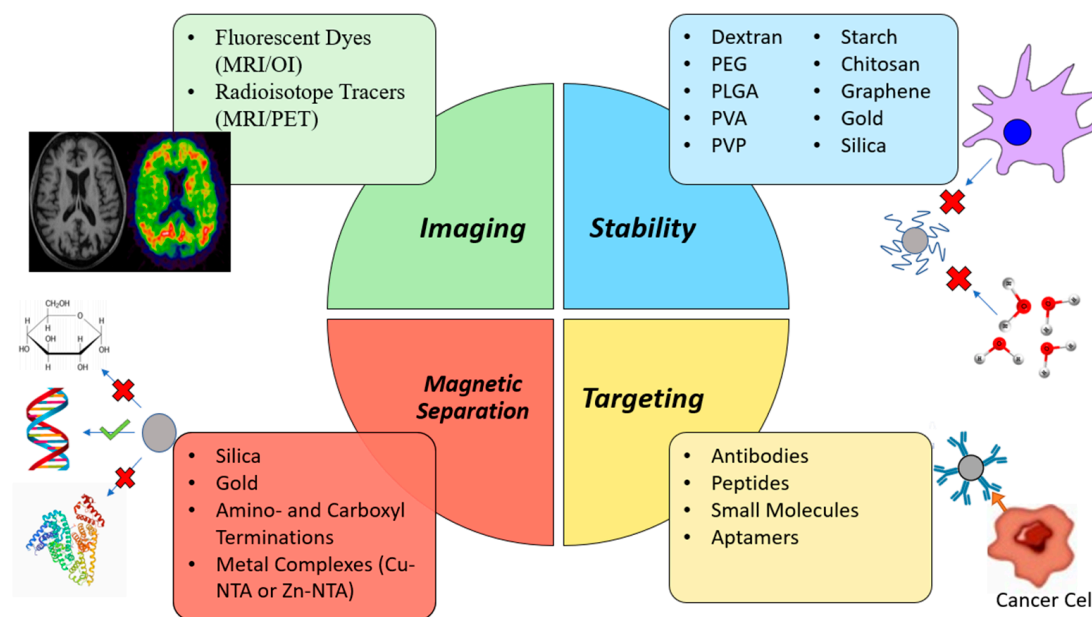 Fluorescent Dyes
(MRI/OI)
Radioisotope Tracers
(MRI/PET)
Dextran
PEG
PLGA
PVA
PVP
Starch
Chitosan
Graphene
Gold
Silica
Imaging
Stability
Magnetic
Separation
Targeting
CH₂OH
H
O
H
H
OH
H
HO
OH
H
OH
Silica
Gold
Amino- and Carboxyl
Terminations
Metal Complexes (Cu-
NTA or Zn-NTA)
Antibodies
Peptides
Small Molecules
Aptamers
Cancer Cel